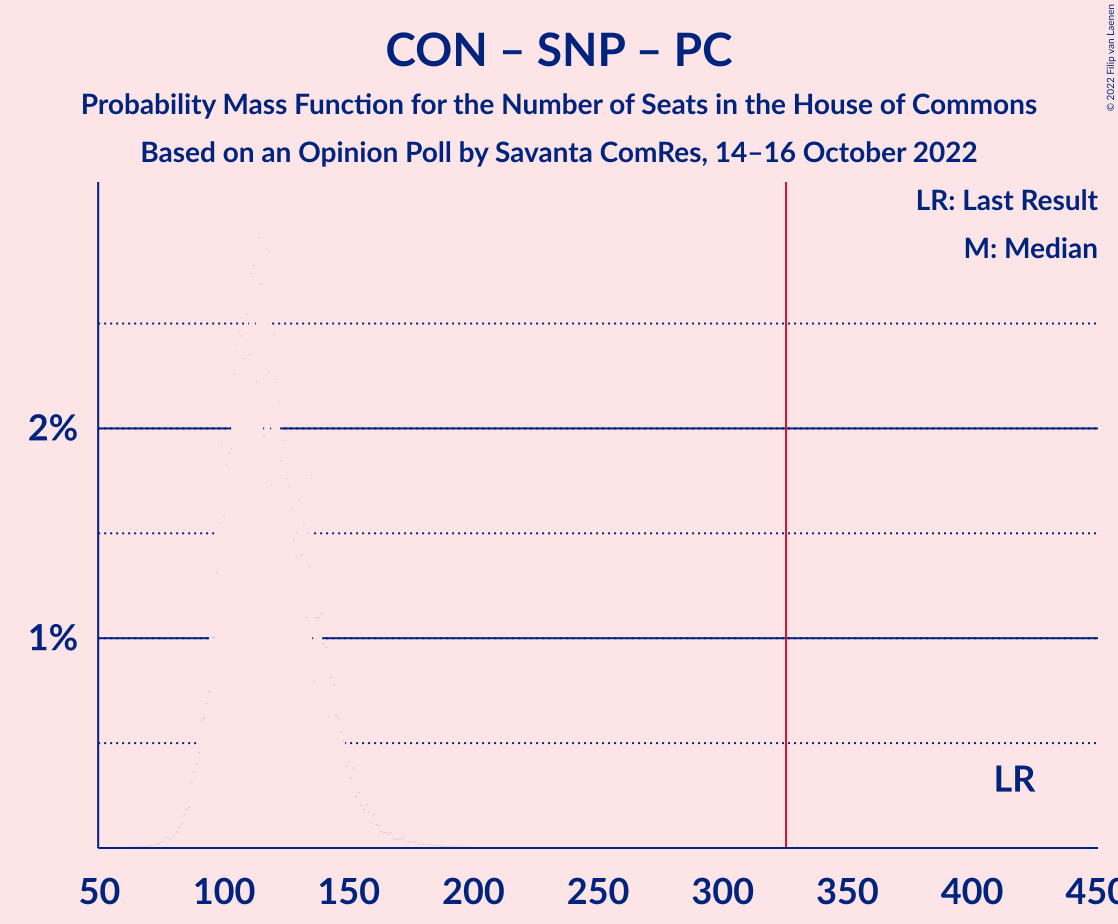 CON – SNP – PC
Probability Mass Function for the Number of Seats in the House of Commons
Based on an Opinion Poll by Savanta ComRes, 14–16 October 2022
© 2022 Filip van Laenen
LR: Last Result
M: Median
2%
1%
LR
50 100 150 200 250 300 350 400 450